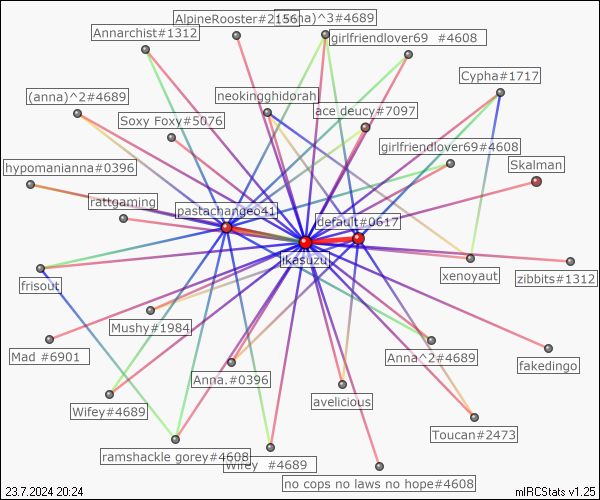 AlpineRooster#2156
(anna)^3#4689
Annarchist#1312
girlfriendlover69 #4608
Cypha#1717
(anna)^2#4689
neokingghidorah
ace deucy#7097
Soxy Foxy#5076
girlfriendlover69#4608
hypomanianna#0396
Skalman
rattgaming
pastachangeo41
default#0617
likasuzu
frisout
xenoyaut
zibbits#1312
Mushy#1984
Mad #6901
Anna^2#4689
fakedingo
Anna.#0396
avelicious
Wifey#4689
Toucan#2473
ramshackle gorey#4608
Wifey #4689
no cops no laws no hope#4608
23.7.2024 20:24
mIRCStats v1.25